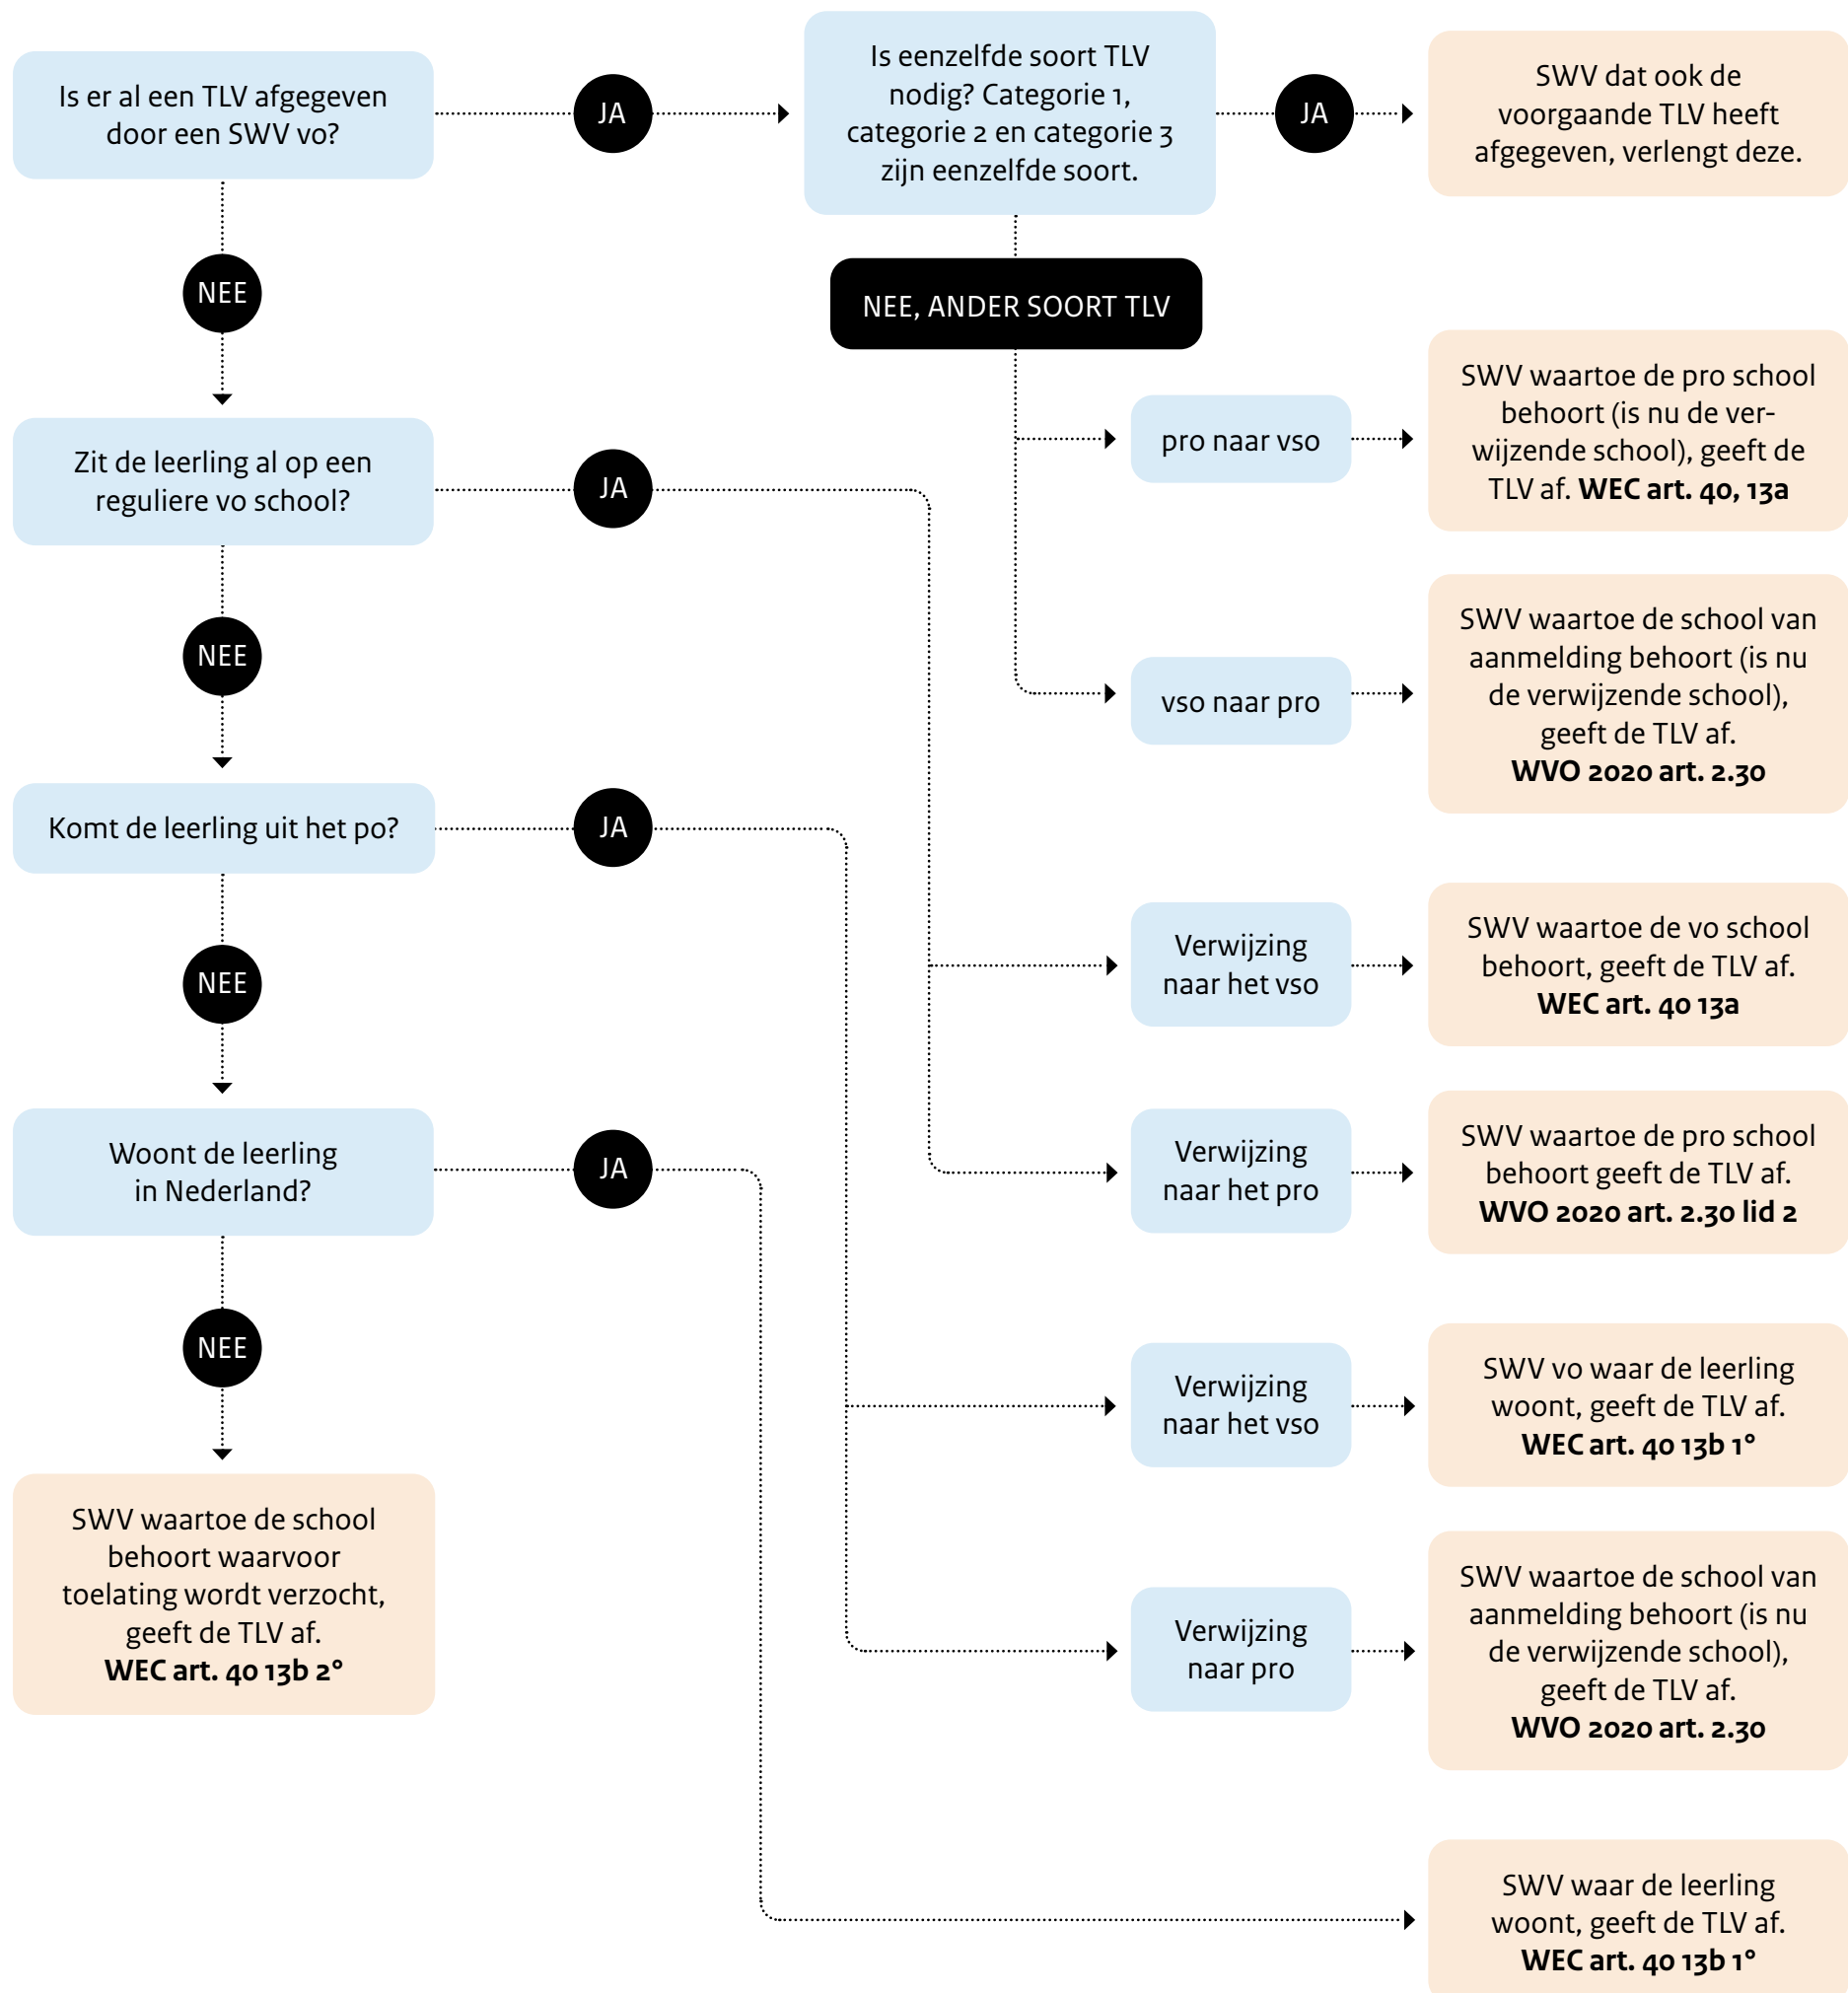 Is er al een TLV afgegeven
door een SWV vo?
JA
Is eenzelfde soort TLV
nodig? Categorie 1,
categorie 2 en categorie 3
zijn eenzelfde soort.
JA
SWV dat ook de
voorgaande TLV heeft
afgegeven, verlengt deze.
NEE
NEE, ANDER SOORT TLV
pro naar vso
SWV waartoe de pro school
behoort (is nu de ver-
wijzende school), geeft de
TLV af. WEC art. 40, 13a
vso naar pro
SWV waartoe de school van
aanmelding behoort (is nu
de verwijzende school),
geeft de TLV af.
WVO 2020 art. 2.30
Zit de leerling al op een
reguliere vo school?
JA
Verwijzing
naar het vso
SWV waartoe de vo school
behoort, geeft de TLV af.
WEC art. 40 13a
Verwijzing
naar het pro
SWV waartoe de pro school
behoort geeft de TLV af.
WVO 2020 art. 2.30 lid 2
NEE
Komt de leerling uit het po?
JA
Verwijzing
naar het vso
SWV vo waar de leerling
woont, geeft de TLV af.
WEC art. 40 13b 1°
Verwijzing
naar pro
SWV waartoe de school van
aanmelding behoort (is nu
de verwijzende school),
geeft de TLV af.
WVO 2020 art. 2.30
NEE
Woont de leerling
in Nederland?
JA
SWV waar de leerling
woont, geeft de TLV af.
WEC art. 40 13b 1°
NEE
SWV waartoe de school
behoort waarvoor
toelating wordt verzocht,
geeft de TLV af.
WEC art. 40 13b 2°